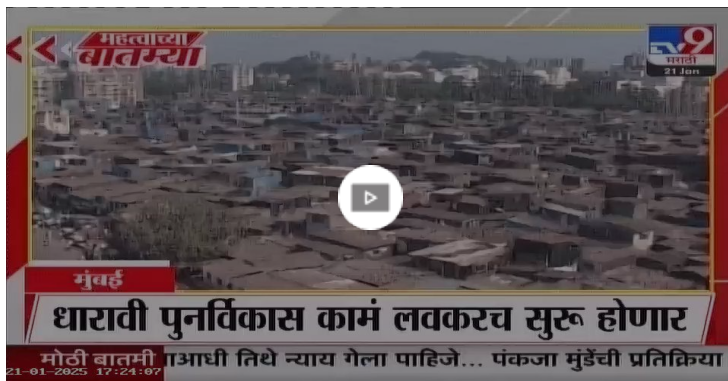 महत्वाच्या
बातम्या
TV9
मराठी
21 Jan
मुंबई
धारावी पुनर्विकास कामं लवकरच सुरू होणार
मोठी बातमी
आधी तिथे न्याय गेला पाहिजे... पंकजा मुंडेंची प्रतिक्रिया
21-01-2025 17:24:07